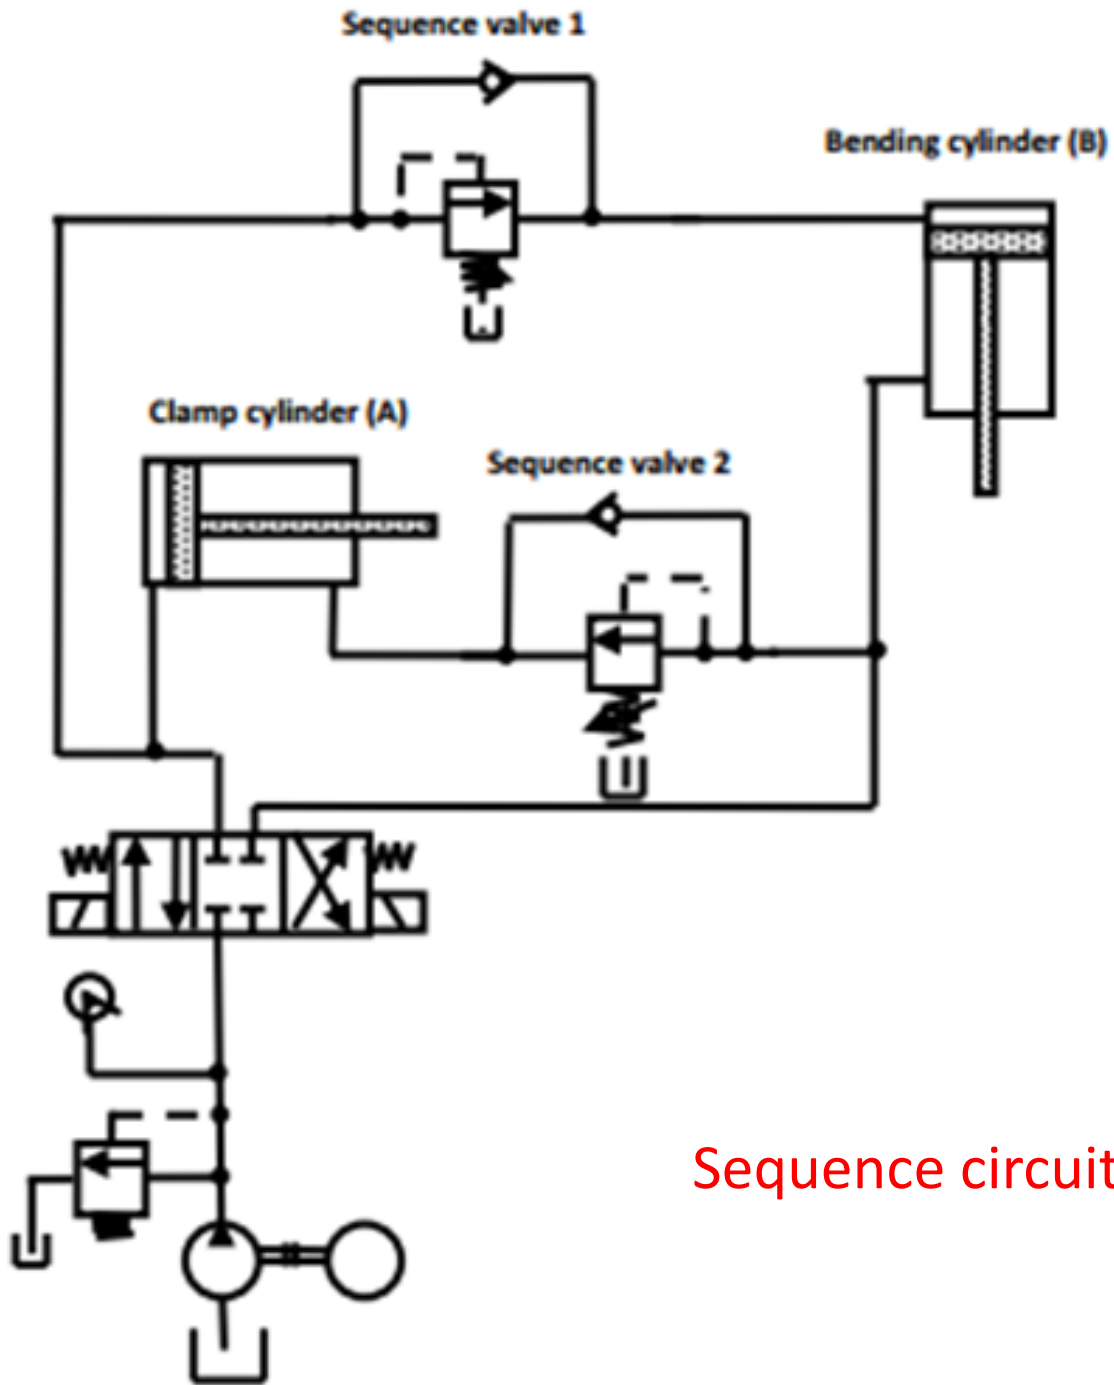 Sequence valve 1
Bending cylinder (B)
Clamp cylinder (A)
Sequence valve 2
Sequence circuit